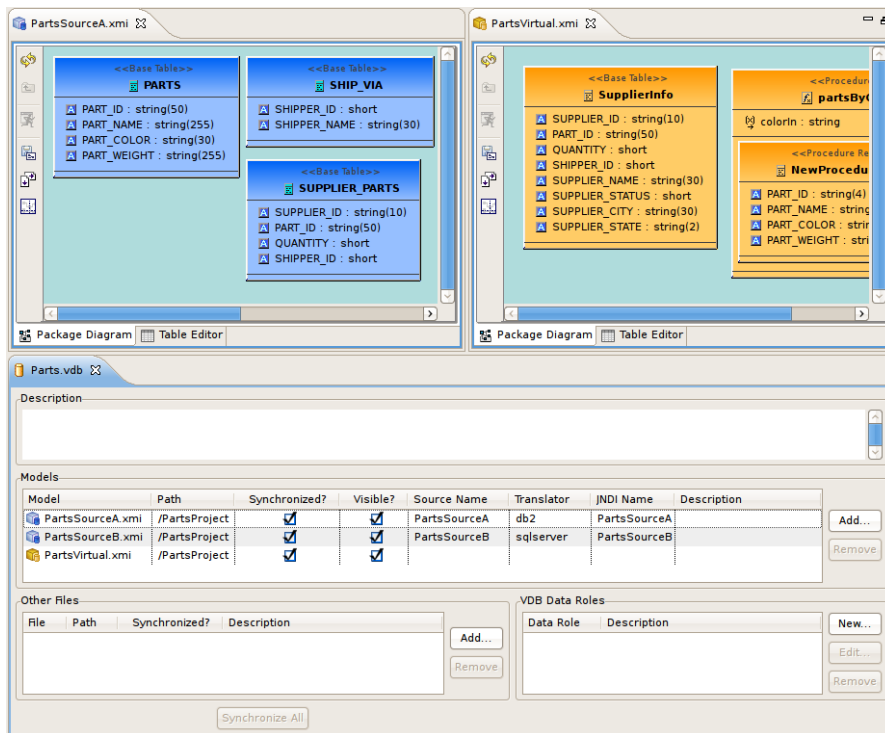 PartsSourceA.xmi
<<Base Table>>
PARTS
PART_ID : string(50)
PART_NAME : string(255)
PART_COLOR : string(30)
PART_WEIGHT : string(255)
<<Base Table>>
SHIP_VIA
SHIPPER_ID : short
SHIPPER_NAME : string(30)
<<Base Table>>
SUPPLIER_PARTS
SUPPLIER_ID : string(10)
PART_ID : string(50)
QUANTITY : short
SHIPPER_ID : short
Package Diagram Table Editor
PartsVirtual.xmi
<<Base Table>>
SupplierInfo
SUPPLIER_ID : string(10)
PART_ID : string(50)
QUANTITY : short
SHIPPER_ID : short
SUPPLIER_NAME : string(30)
SUPPLIER_STATUS : short
SUPPLIER_CITY : string(30)
SUPPLIER_STATE : string(2)
<<Procedure
partsBy
colorIn : string
<<Procedure Re
NewProcedu
PART_ID : string(4)
PART_NAME : string
PART_COLOR : strin
PART_WEIGHT : stri
Package Diagram Table Editor
Parts.vdb
Description
Models
Model Path Synchronized? Visible? Source Name Translator JNDI Name Description
PartsSourceA.xmi /PartsProject PartsSourceA db2 PartsSourceA
PartsSourceB.xmi /PartsProject PartsSourceB sqlserver PartsSourceB
PartsVirtual.xmi /PartsProject
Add...
Remove
Other Files
File Path Synchronized? Description
Add...
Remove
VDB Data Roles
Data Role Description
New...
Edit...
Remove
Synchronize All